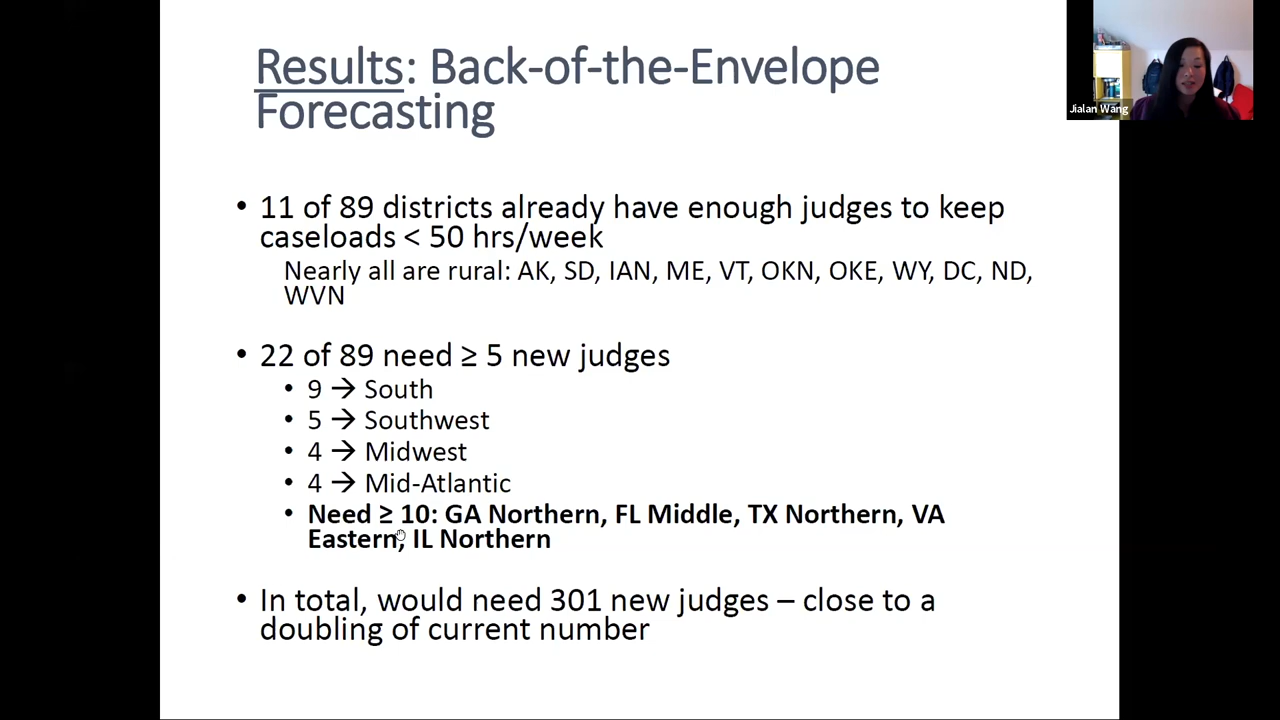 Results: Back-of-the-Envelope
Forecasting
• 11 of 89 districts already have enough judges to keep
caseloads < 50 hrs/week
Nearly all are rural: AK, SD, IAN, ME, VT, OKN, OKE, WY, DC, ND,
WVN
• 22 of 89 need ≥ 5 new judges
• 9 → South
• 5 → Southwest
• 4 → Midwest
• 4 → Mid-Atlantic
• Need ≥ 10: GA Northern, FL Middle, TX Northern, VA
Eastern, IL Northern
• In total, would need 301 new judges – close to a
doubling of current number
Jialan Wang